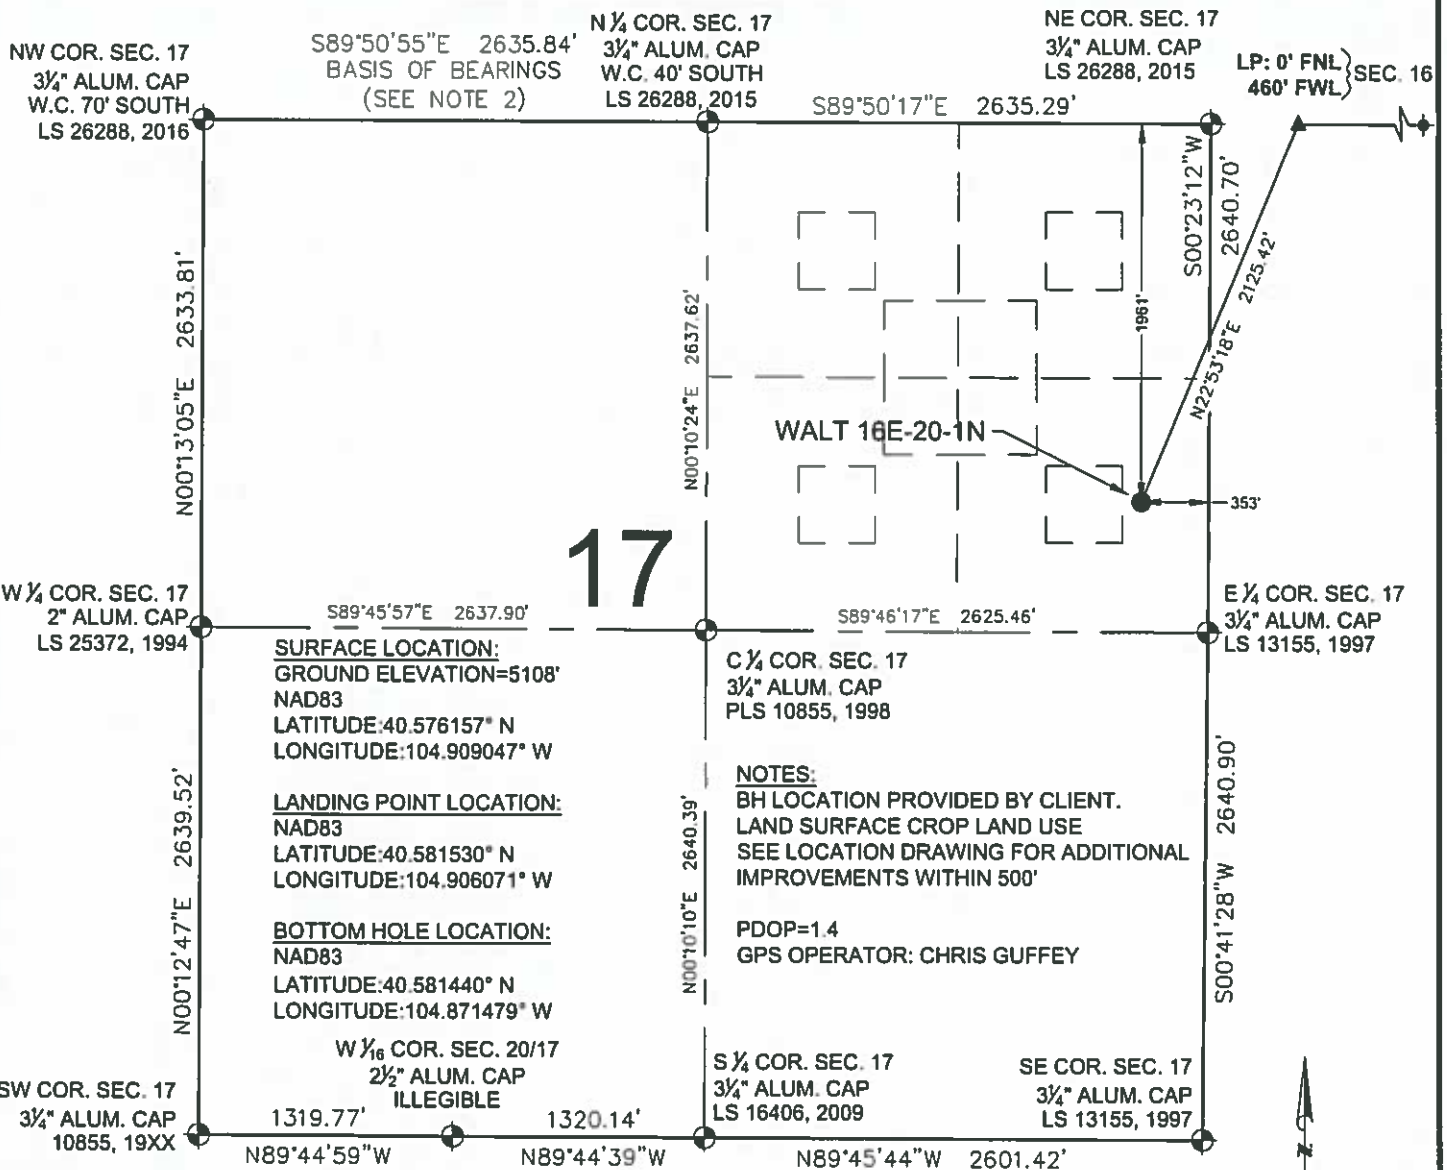 NW COR. SEC. 17
3¼" ALUM. CAP
W.C. 70' SOUTH
LS 26288, 2016
S89°50'55"E 2635.84'
BASIS OF BEARINGS
(SEE NOTE 2)
N ¼ COR. SEC. 17
3¼" ALUM. CAP
W.C. 40' SOUTH
LS 26288, 2015
S89°50'17"E 2635.29'
NE COR. SEC. 17
3¼" ALUM. CAP
LS 26288, 2015
LP: 0' FNL
460' FWL
SEC. 16
N00°13'05"E 2633.81'
N00°10'24"E 2637.62'
1961'
S00°23'12"W
2640.70'
N22°53'18"E 2125.42'
WALT 16E-20-1N
353'
17
W ¼ COR. SEC. 17
2" ALUM. CAP
LS 25372, 1994
S89°45'57"E 2637.90'
S89°46'17"E 2625.46'
E ¼ COR. SEC. 17
3¼" ALUM. CAP
LS 13155, 1997
C ¼ COR. SEC. 17
3¼" ALUM. CAP
PLS 10855, 1998
SURFACE LOCATION:
GROUND ELEVATION=5108'
NAD83
LATITUDE:40.576157° N
LONGITUDE:104.909047° W
LANDING POINT LOCATION:
NAD83
LATITUDE:40.581530° N
LONGITUDE:104.906071° W
BOTTOM HOLE LOCATION:
NAD83
LATITUDE:40.581440° N
LONGITUDE:104.871479° W
NOTES:
BH LOCATION PROVIDED BY CLIENT.
LAND SURFACE CROP LAND USE
SEE LOCATION DRAWING FOR ADDITIONAL
IMPROVEMENTS WITHIN 500'
PDOP=1.4
GPS OPERATOR: CHRIS GUFFEY
N00°12'47"E 2639.52'
N00°10'10"E 2640.39'
S00°41'28"W 2640.90'
SW COR. SEC. 17
3¼" ALUM. CAP
10855, 19XX
W 1/16 COR. SEC. 20/17
2½" ALUM. CAP
ILLEGIBLE
1319.77'
1320.14'
N89°44'59"W
N89°44'39"W
S ¼ COR. SEC. 17
3¼" ALUM. CAP
LS 16406, 2009
SE COR. SEC. 17
3¼" ALUM. CAP
LS 13155, 1997
N89°45'44"W 2601.42'
N